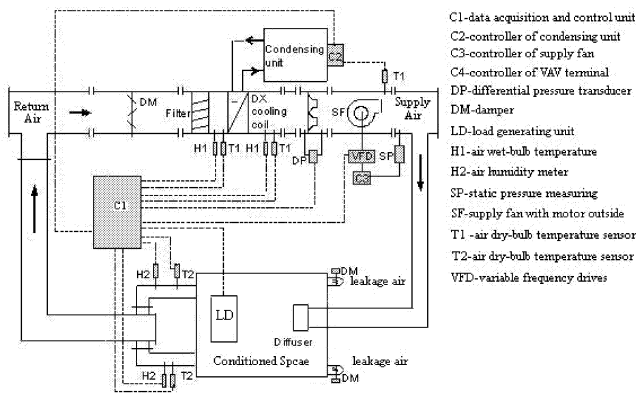 Condensing
unit
C2
T1
Return
Air
DM
Filter
DX
cooling
coil
SF
Supply
Air
H1
T1
H1
T1
DP
VFD
SP
C3
C1
H2
T2
DM
leakage air
LD
Diffuser
Conditioned Spcae
leakage air
DM
H2
T2
C1-data acquisition and control unit
C2-controller of condensing unit
C3-controller of supply fan
C4-controller of VAV terminal
DP-differential pressure transducer
DM-damper
LD-load generating unit
H1-air wet-bulb temperature
H2-air humidity meter
SP-static pressure measuring
SF-supply fan with motor outside
T1 -air dry-bulb temperature sensor
T2-air dry-bulb temperature sensor
VFD-variable frequency drives